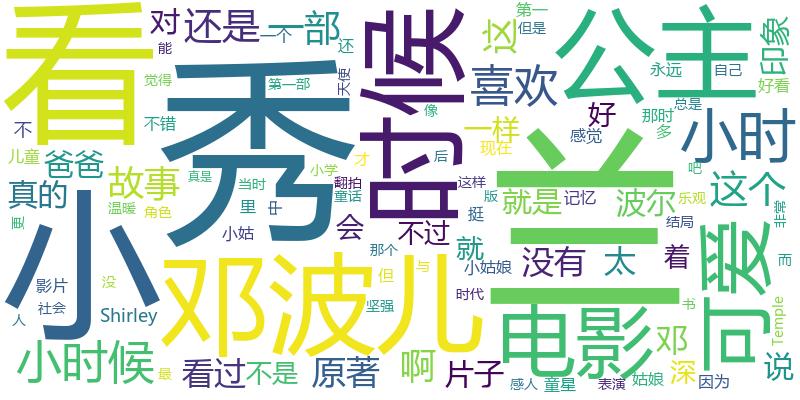 看
对
还是
一部
一个
还
能
觉得
第一部
天使
时候
这
第一
但是
喜欢
公主
印象
好看
永远
自己
总是
那时
多
好
一样
现在
感觉
小时
不
不错
儿童
爸爸
真的
故事
温暖
角色
真是
当时
里
中
小学
翻拍
童话
才
像
后
这样
版
就是
记忆
波尔
这个
吧
乐观
非常
结局
而
可爱
兰
秀
小
更
影片
社会
人
没
Shirley
小姑
会
不过
挺
那个
就
小姑娘
没有
太
着
邓波儿
但
与
坚强
时代
电影
邓
书
Temple
小时候
最
看过
不是
原著
啊
片子
感人
童星
表演
姑娘
深
因为
说